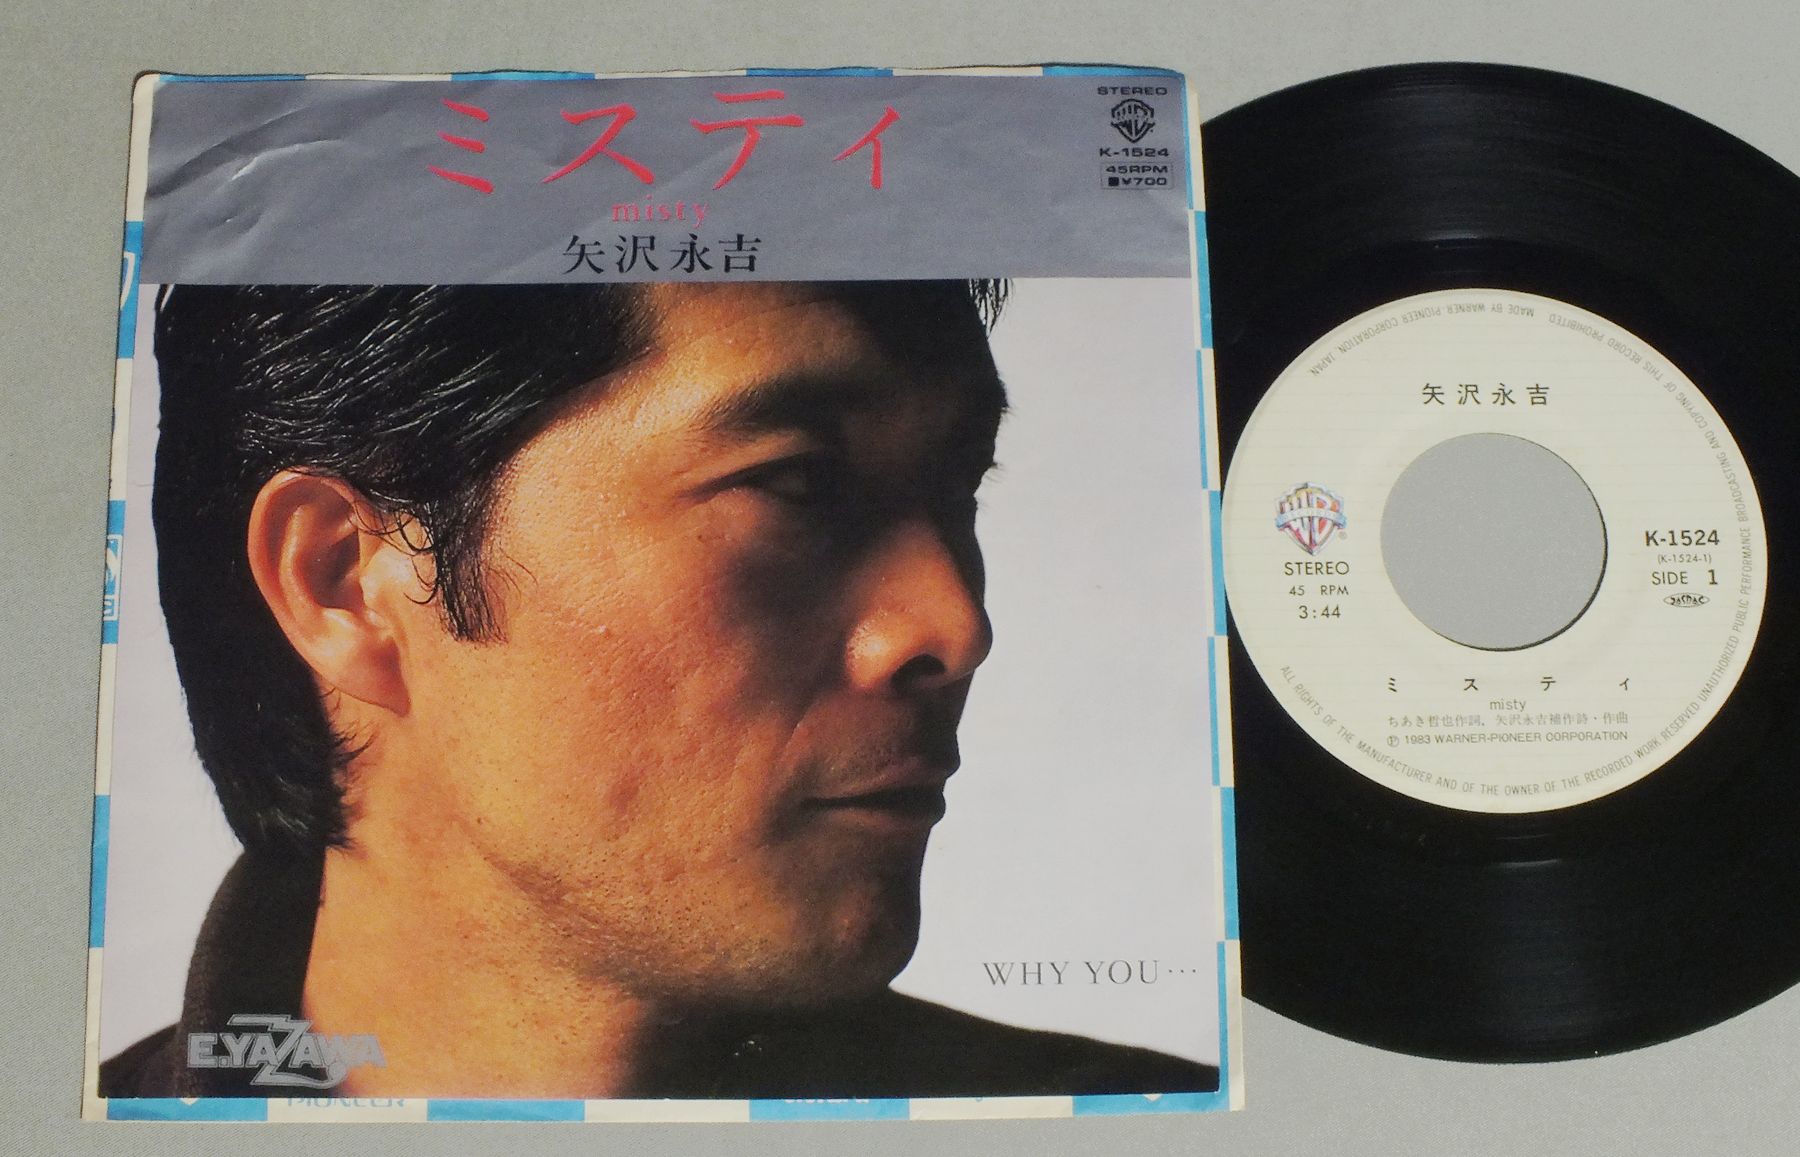 ミスティ
misty
矢沢永吉
STEREO
K-1524
45RPM
¥700
WHY YOU…
E.YAZAWA
PIONEER
矢沢永吉
STEREO
45 RPM
3:44
K-1524
(K-1524-1)
SIDE 1
JASRAC
ミスティ
misty
ちあき哲也作詞，矢沢永吉補作詩・作曲
Ⓟ 1983 WARNER-PIONEER CORPORATION
ALL RIGHTS OF THE MANUFACTURER AND OF THE OWNER OF THE RECORDED WORK RESERVED UNAUTHORIZED PUBLIC PERFORMANCE BROADCASTING AND COPYING OF THIS RECORD PROHIBITED MADE BY WARNER-PIONEER CORPORATION, JAPAN